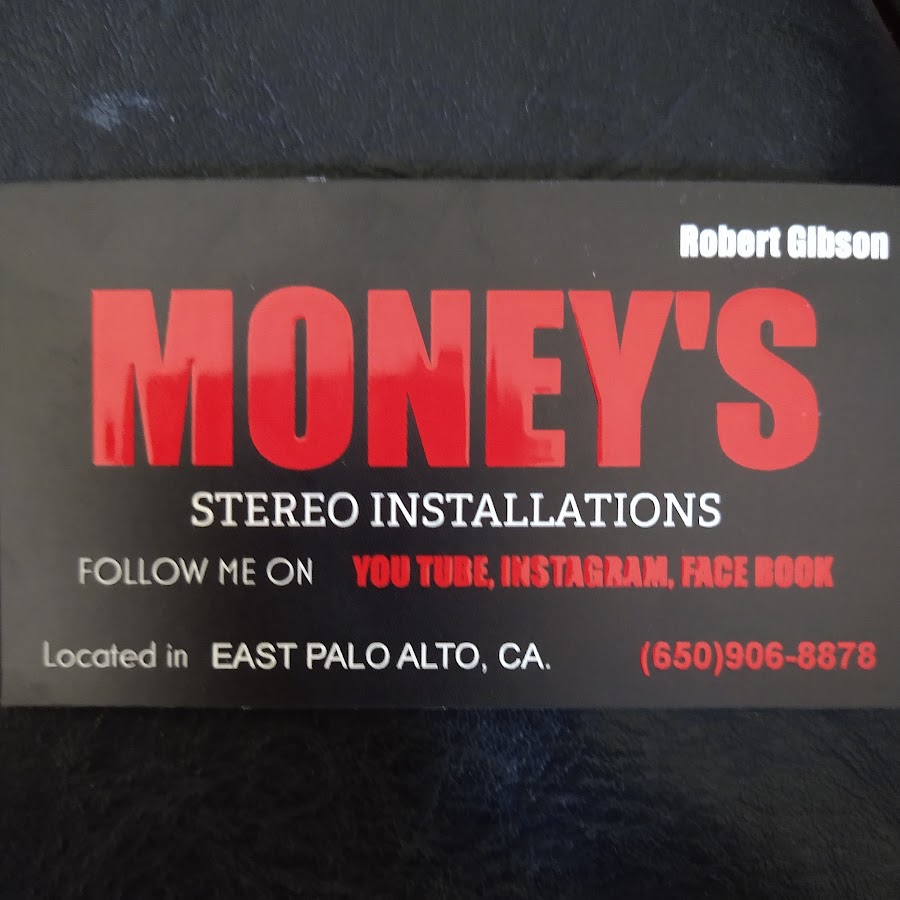 Robert Gibson
MONEY'S
STEREO INSTALLATIONS
FOLLOW ME ON YOU TUBE, INSTAGRAM, FACE BOOK
Located in EAST PALO ALTO, CA. (650)906-8878